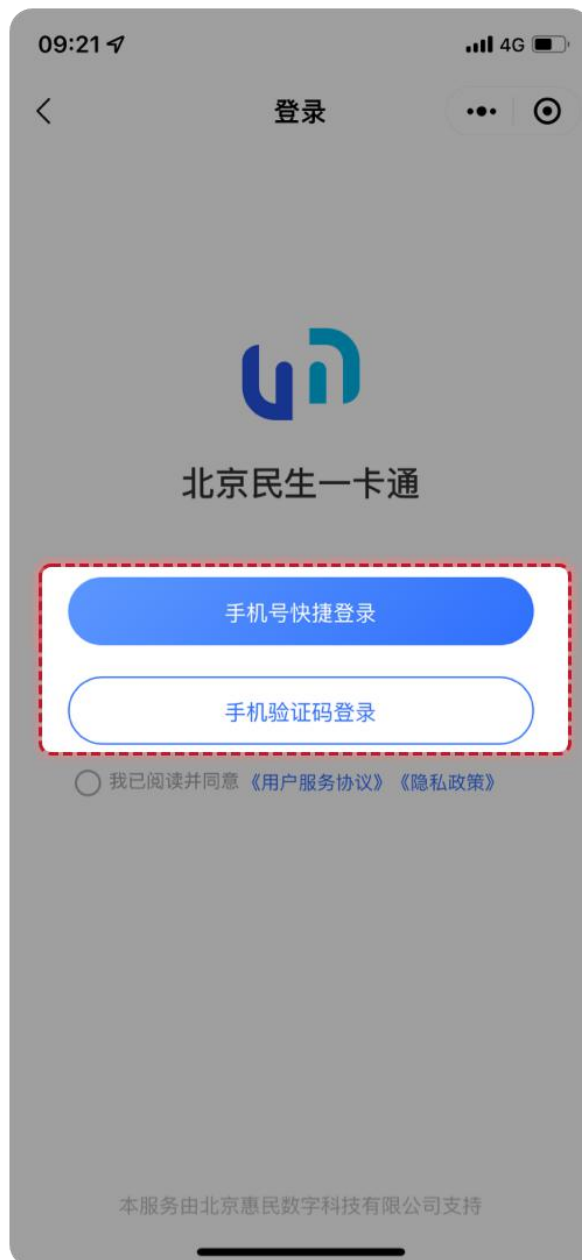 09:21 4G
登录
北京民生一卡通
手机号快捷登录
手机验证码登录
我已阅读并同意《用户服务协议》《隐私政策》
本服务由北京惠民数字科技有限公司支持